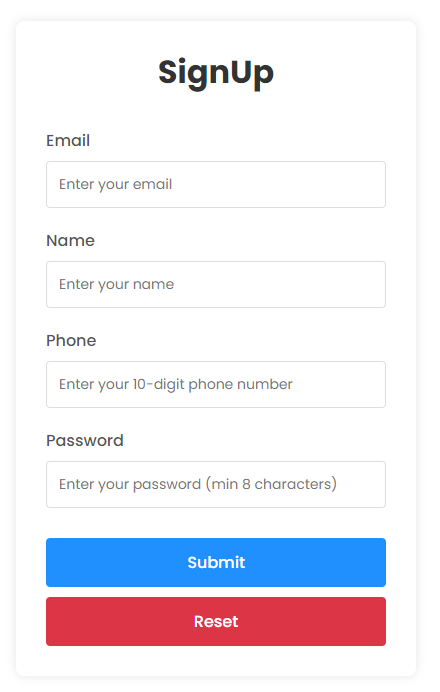 SignUp
Email
Enter your email
Name
Enter your name
Phone
Enter your 10-digit phone number
Password
Enter your password (min 8 characters)
Submit
Reset